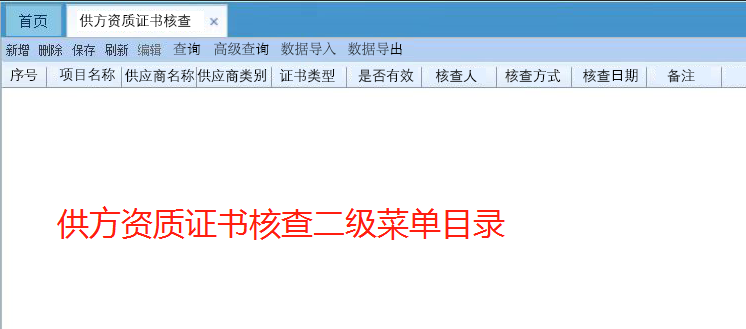 首页 供方资质证书核查 ×
新增 删除 保存 刷新 编辑 查询 高级查询 数据导入 数据导出
序号 项目名称 供应商名称 供应商类别 证书类型 是否有效 核查人 核查方式 核查日期 备注
供方资质证书核查二级菜单目录